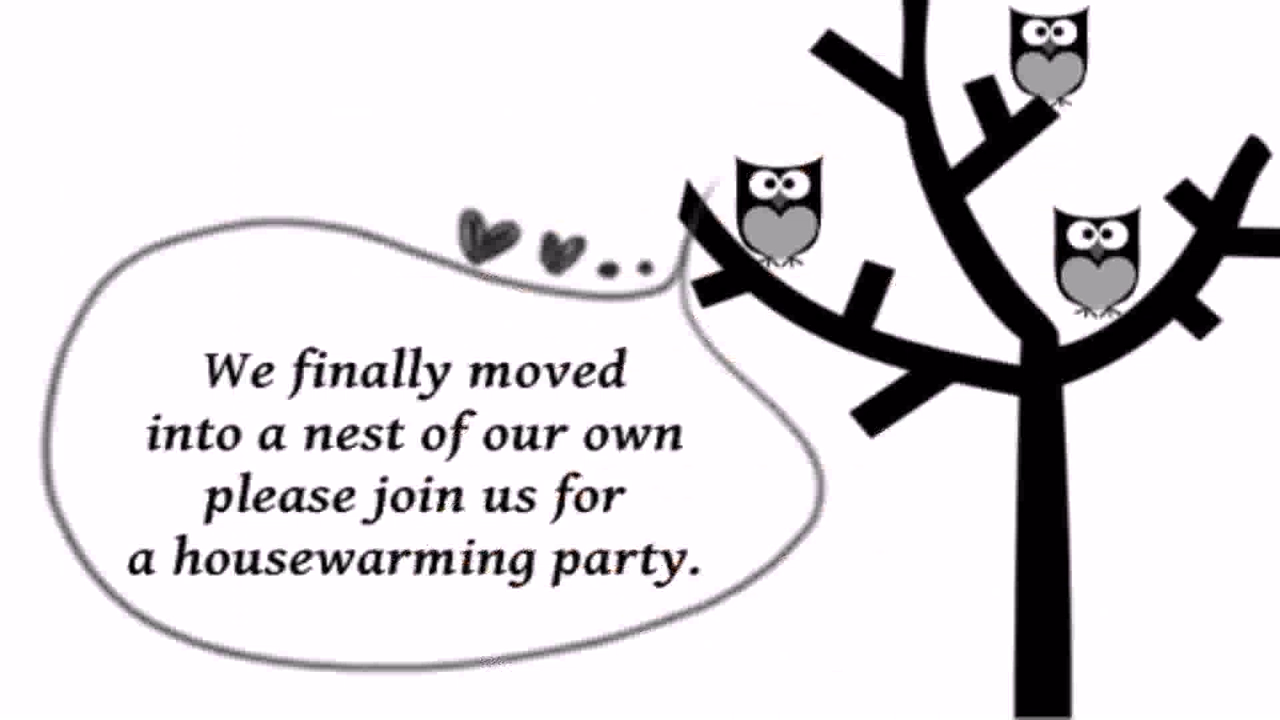 We finally moved
into a nest of our own
please join us for
a housewarming party.